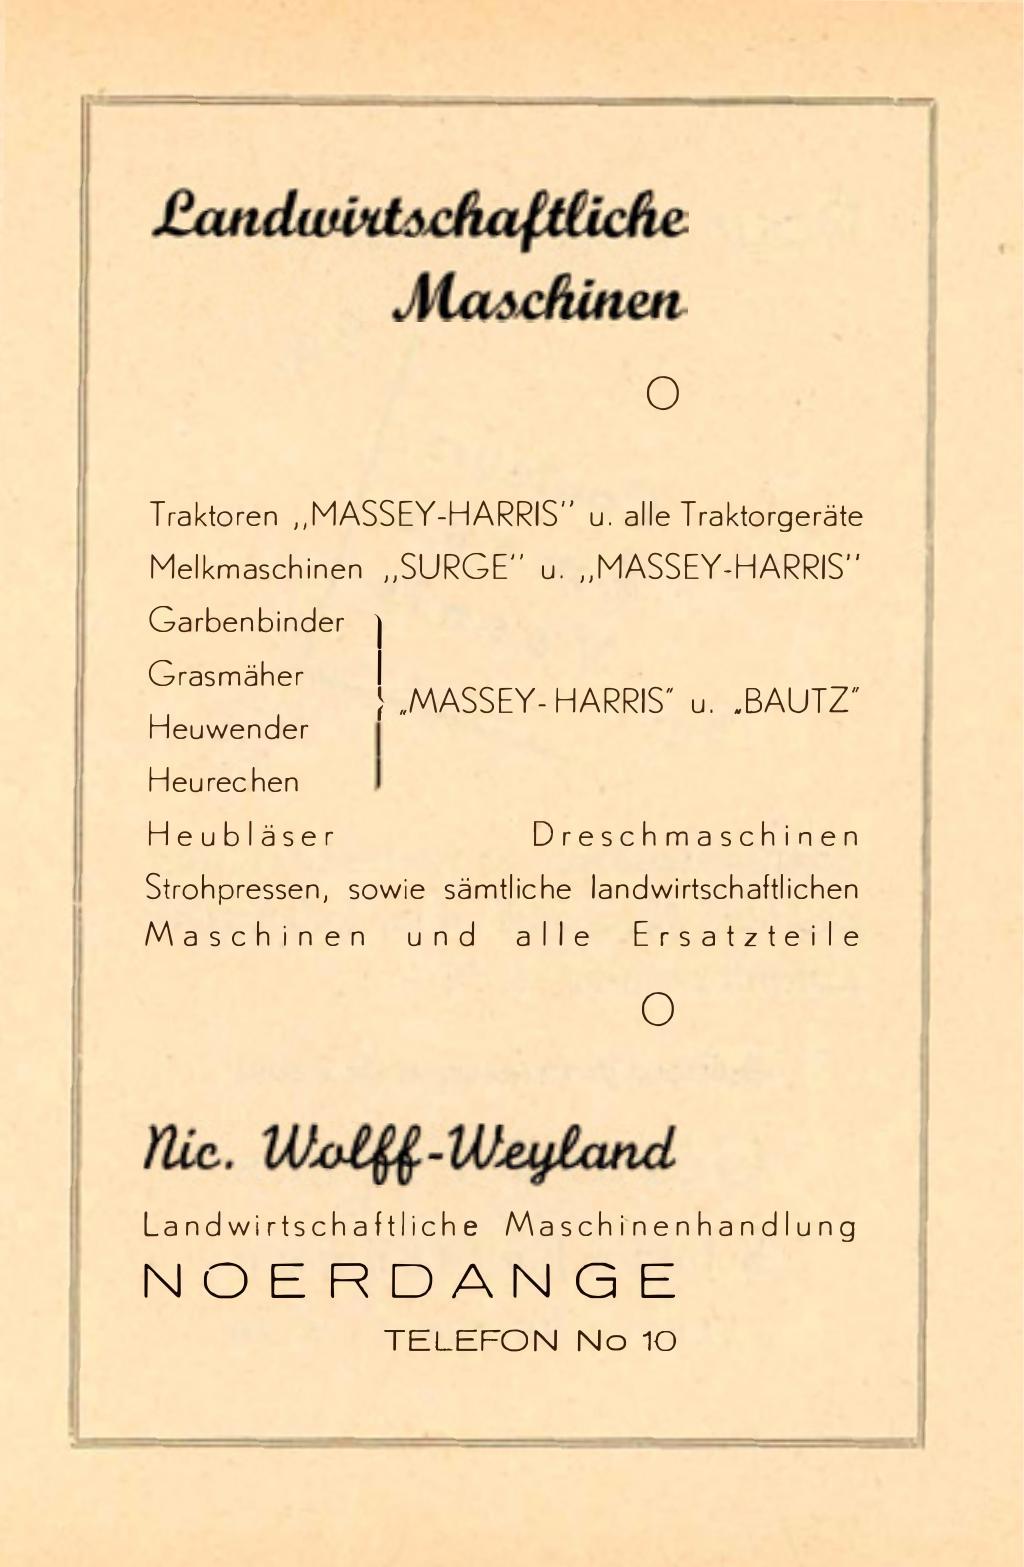 Landwirtschaftliche
Maschinen
O
Traktoren ,,MASSEY-HARRIS'' u. alle Traktorgeräte
Melkmaschinen ,,SURGE'' u. ,,MASSEY-HARRIS''
Garbenbinder
Grasmäher
Heuwender
Heurechen
„MASSEY-HARRIS" u. „BAUTZ"
Heubläser Dreschmaschinen
Strohpressen, sowie sämtliche landwirtschaftlichen
Maschinen und alle Ersatzteile
O
Nic. Wolff-Weyland
Landwirtschaftliche Maschinenhandlung
NOERDANGE
TELEFON No 10